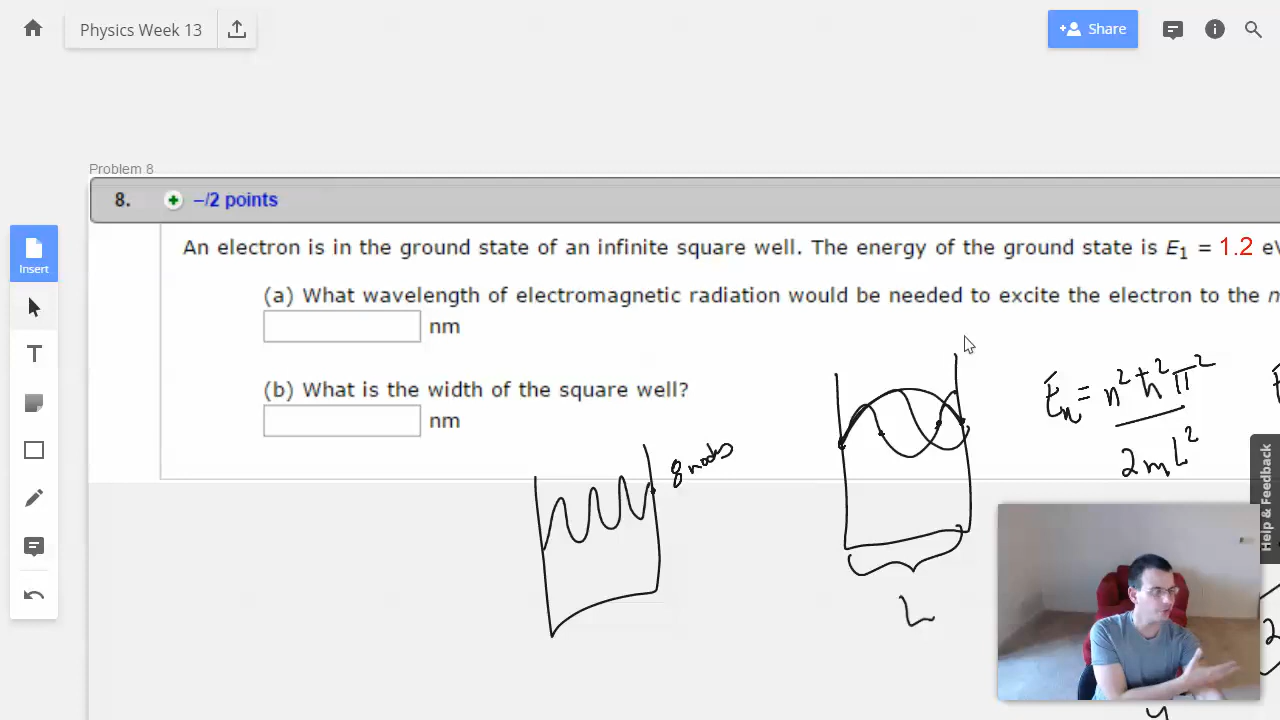 Physics Week 13
Share
Problem 8
8. –/2 points
An electron is in the ground state of an infinite square well. The energy of the ground state is E₁ = 1.2 eV
(a) What wavelength of electromagnetic radiation would be needed to excite the electron to the n
nm
(b) What is the width of the square well?
nm
Insert
T
8 nodes
Eₙ = n²ħ²π²
2mL²
L
Help & Feedback